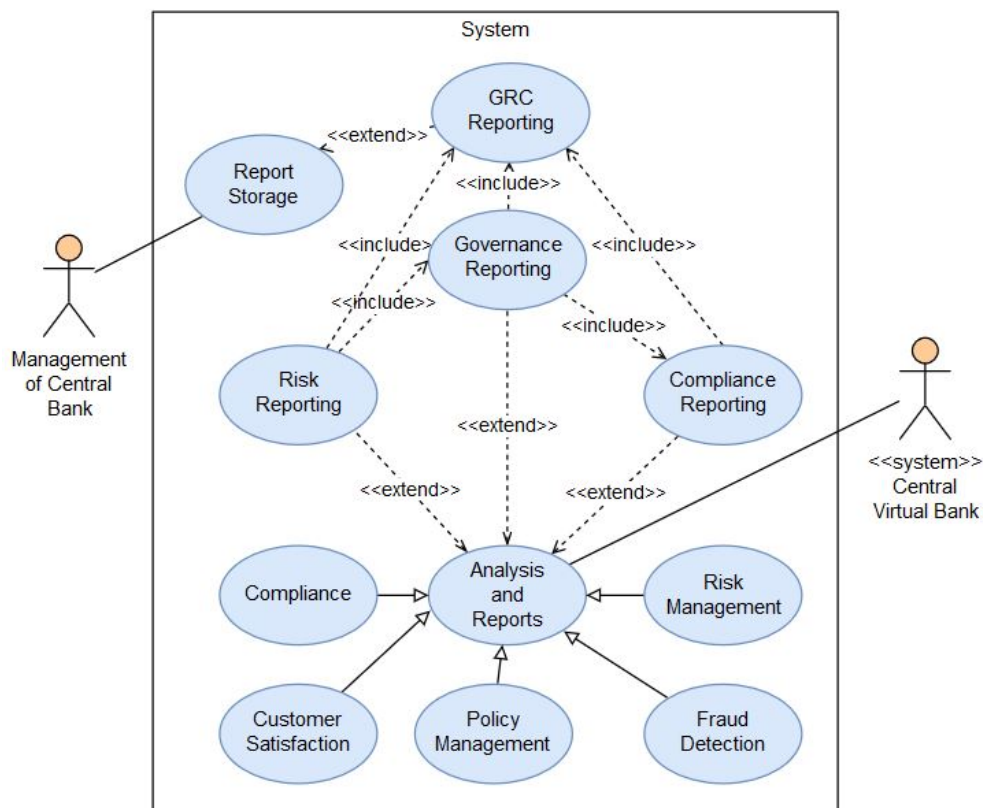 System
GRC
Reporting
<<extend>>
Report
Storage
<<include>>
<<include>>
Governance
Reporting
<<include>>
<<include>>
<<include>>
Management
of Central
Bank
Risk
Reporting
Compliance
Reporting
<<extend>>
<<system>>
Central
Virtual Bank
<<extend>>
<<extend>>
Compliance
Analysis
and
Reports
Risk
Management
Customer
Satisfaction
Policy
Management
Fraud
Detection